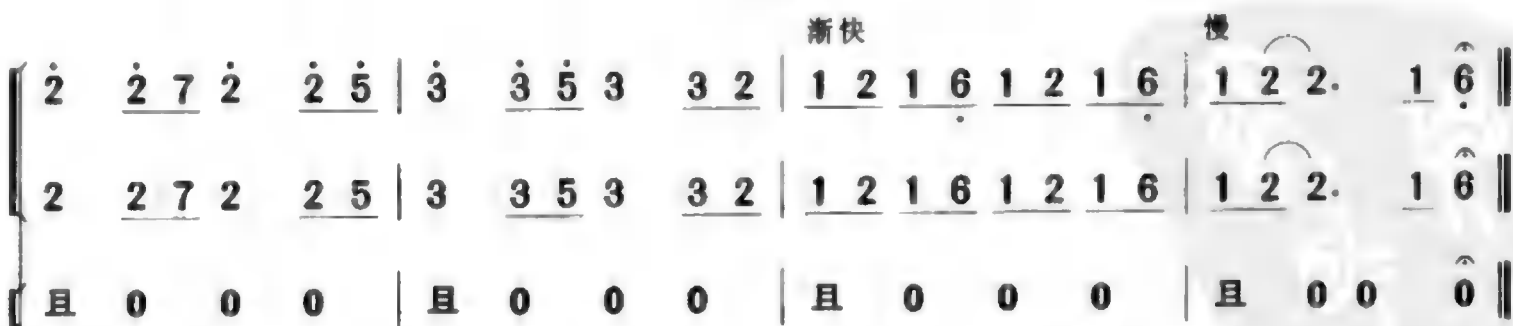 渐快 慢
2̇ 2̇ 7 2̇ 2̇ 5̇ | 3̇ 3̇ 5̇ 3 3 2 | 1 2 1 6̣ 1 2 1 6̣ | 1 2 2. 1 6̣ ‖
2 2 7 2 2 5 | 3 3 5 3 3 2 | 1 2 1 6 1 2 1 6 | 1 2 2. 1 6 ‖
且 0 0 0 | 且 0 0 0 | 且 0 0 0 | 且 0 0 0 ‖